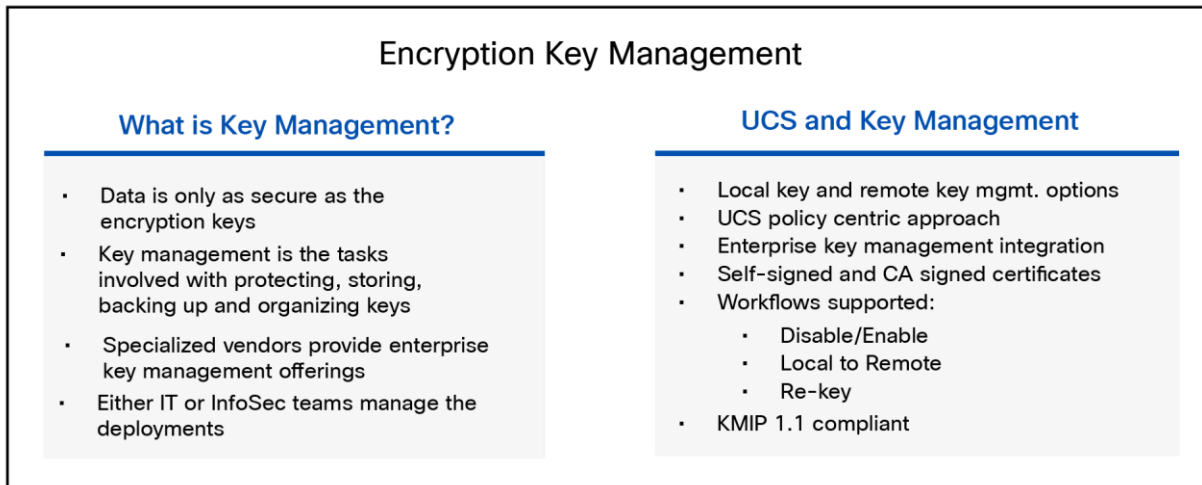 Encryption Key Management
What is Key Management?
· Data is only as secure as the
encryption keys
· Key management is the tasks
involved with protecting, storing,
backing up and organizing keys
· Specialized vendors provide enterprise
key management offerings
· Either IT or InfoSec teams manage the
deployments
UCS and Key Management
· Local key and remote key mgmt. options
· UCS policy centric approach
· Enterprise key management integration
· Self-signed and CA signed certificates
· Workflows supported:
· Disable/Enable
· Local to Remote
· Re-key
· KMIP 1.1 compliant